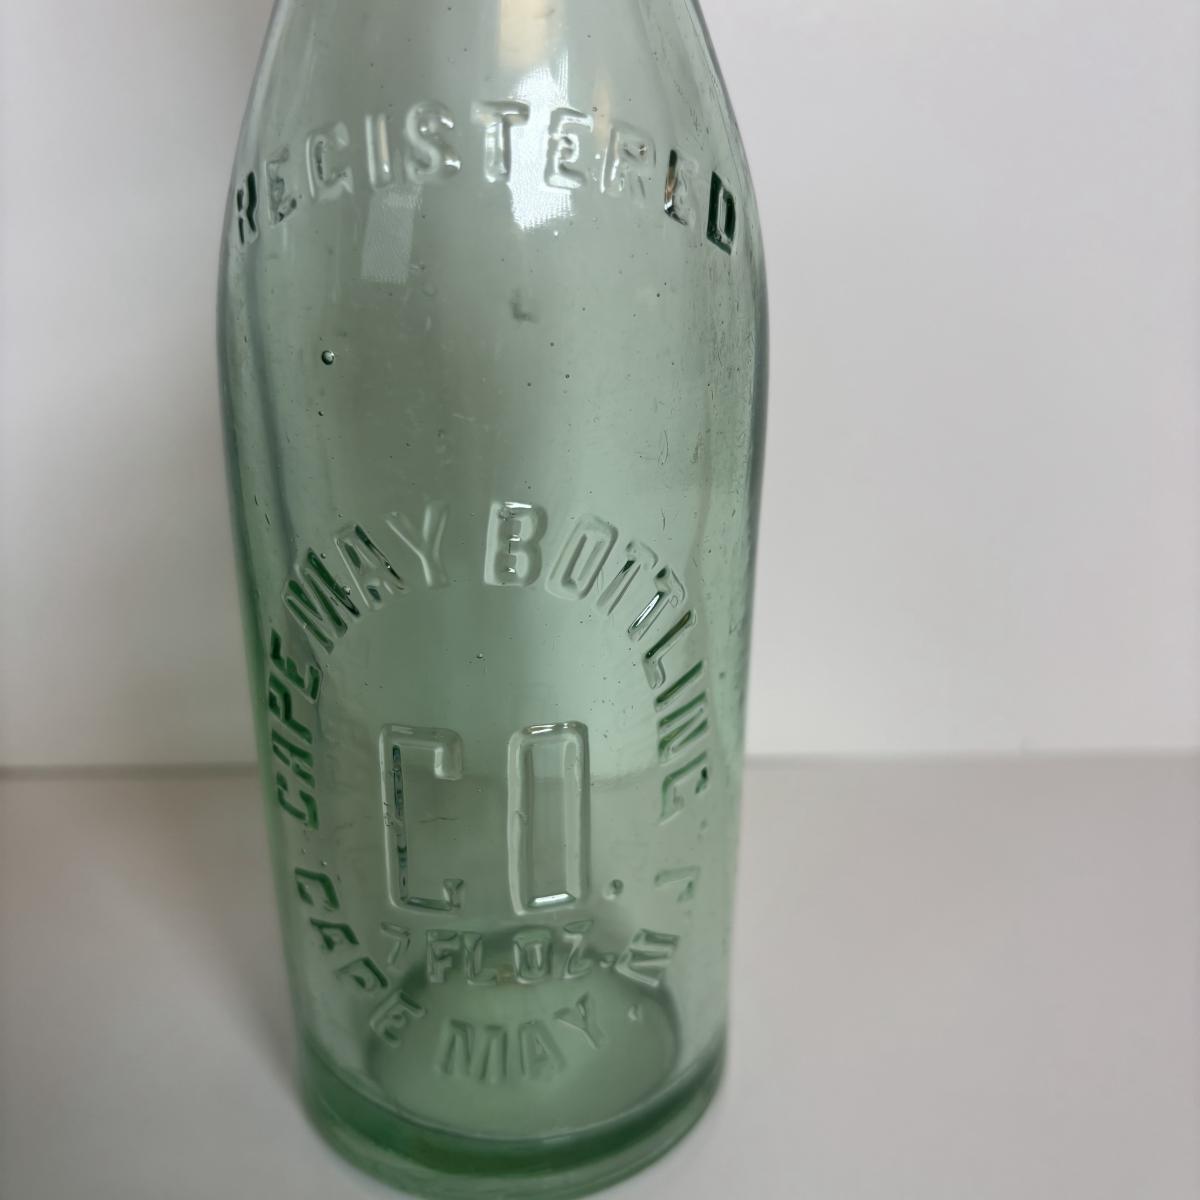 REGISTERED
CAPE MAY BOTTLING
CO.
7 FL.OZ.
CAPE MAY. N.J.